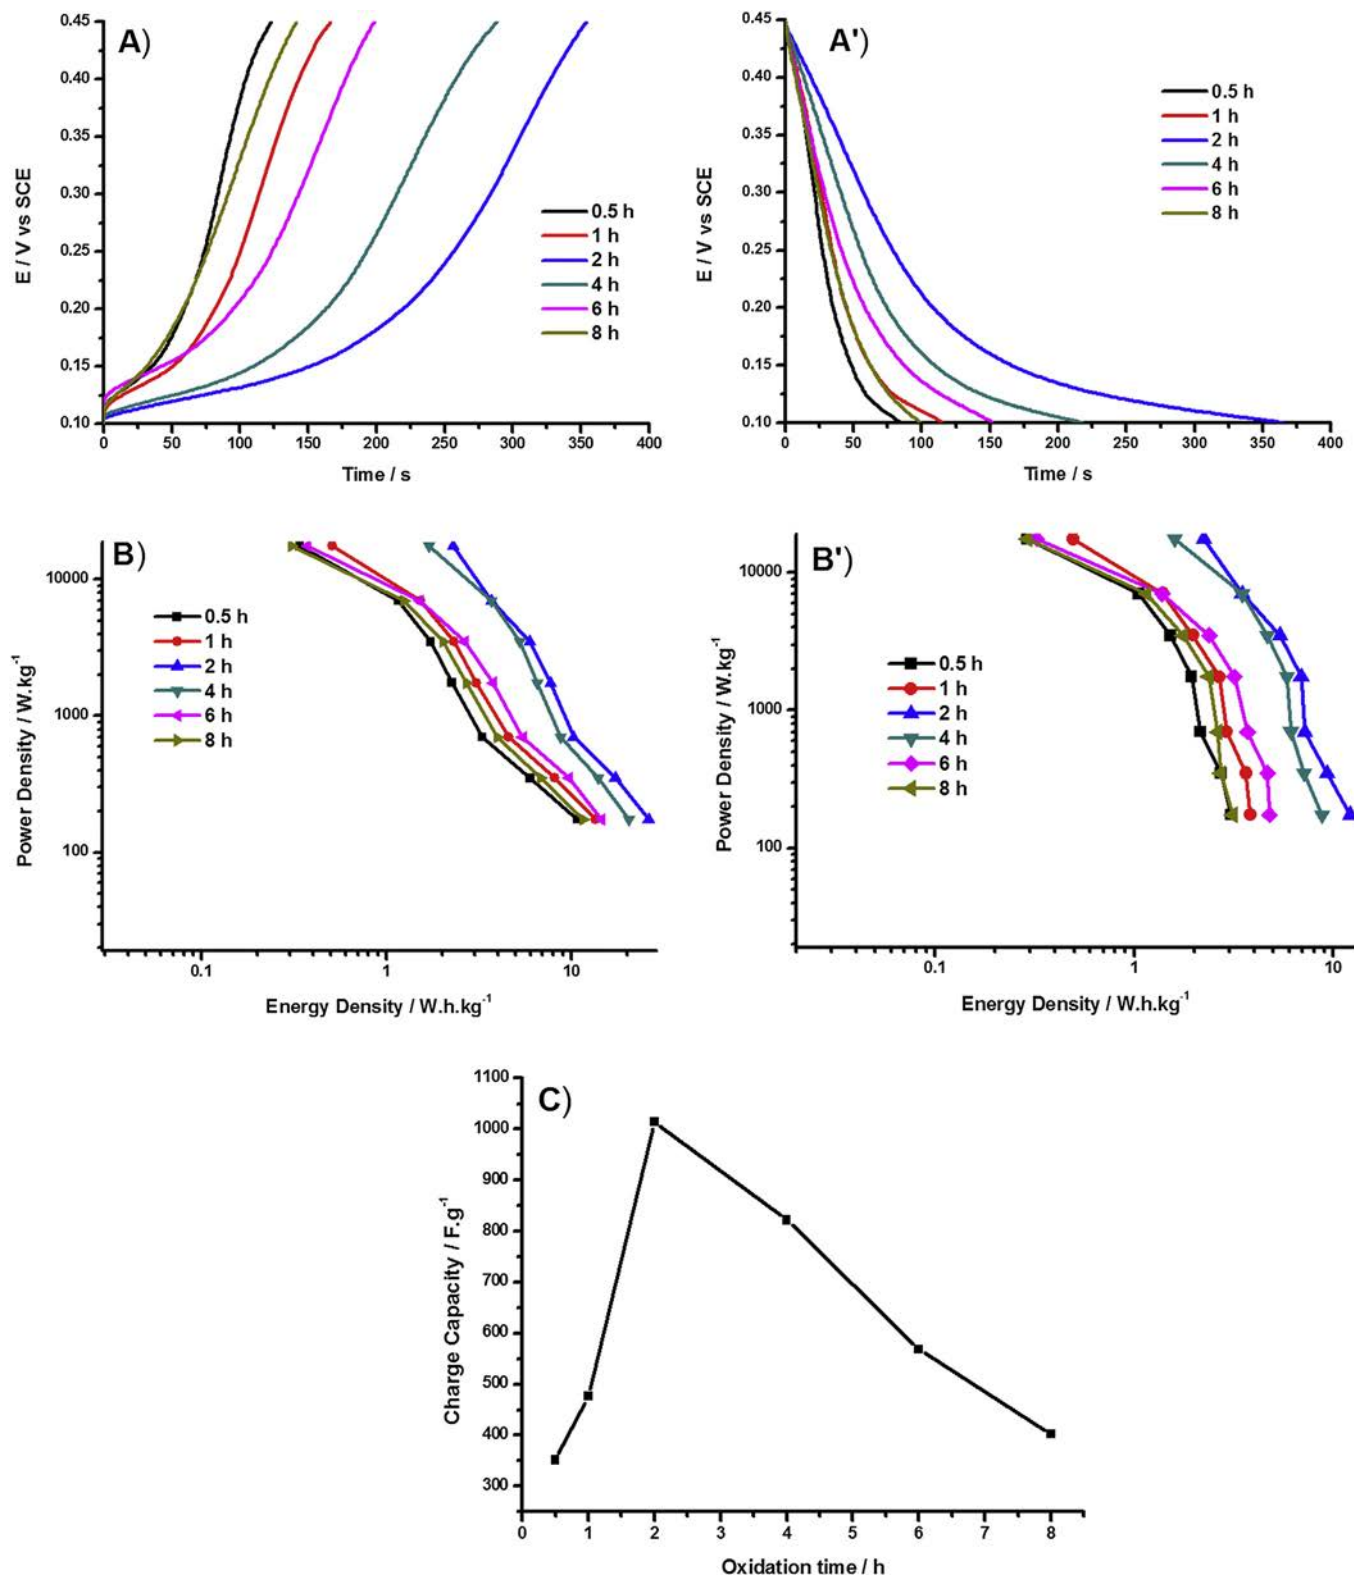 A)
0.45
0.40
0.35
0.30
0.25
0.20
0.15
0.10
E / V vs SCE
0.5 h
1 h
2 h
4 h
6 h
8 h
0 50 100 150 200 250 300 350 400
Time / s
A')
0.45
0.40
0.35
0.30
0.25
0.20
0.15
0.10
E / V vs SCE
0.5 h
1 h
2 h
4 h
6 h
8 h
0 50 100 150 200 250 300 350 400
Time / s
B)
10000
1000
100
Power Density / W.kg⁻¹
0.5 h
1 h
2 h
4 h
6 h
8 h
0.1 1 10
Energy Density / W.h.kg⁻¹
B')
10000
1000
100
Power Density / W.kg⁻¹
0.5 h
1 h
2 h
4 h
6 h
8 h
0.1 1 10
Energy Density / W.h.kg⁻¹
C)
1100
1000
900
800
700
600
500
400
300
Charge Capacity / F.g⁻¹
0 1 2 3 4 5 6 7 8
Oxidation time / h